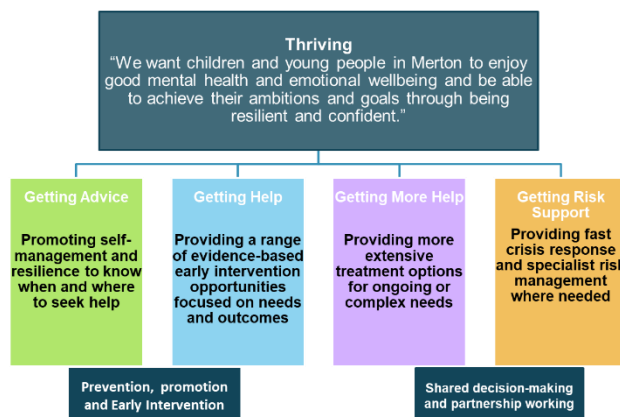 Thriving
“We want children and young people in Merton to enjoy
good mental health and emotional wellbeing and be able
to achieve their ambitions and goals through being
resilient and confident.”
Getting Advice
Promoting self-
management and
resilience to know
when and where
to seek help
Getting Help
Providing a range
of evidence-based
early intervention
opportunities
focused on needs
and outcomes
Getting More Help
Providing more
extensive
treatment options
for ongoing or
complex needs
Getting Risk
Support
Providing fast
crisis response
and specialist risk
management
where needed
Prevention, promotion
and Early Intervention
Shared decision-making
and partnership working